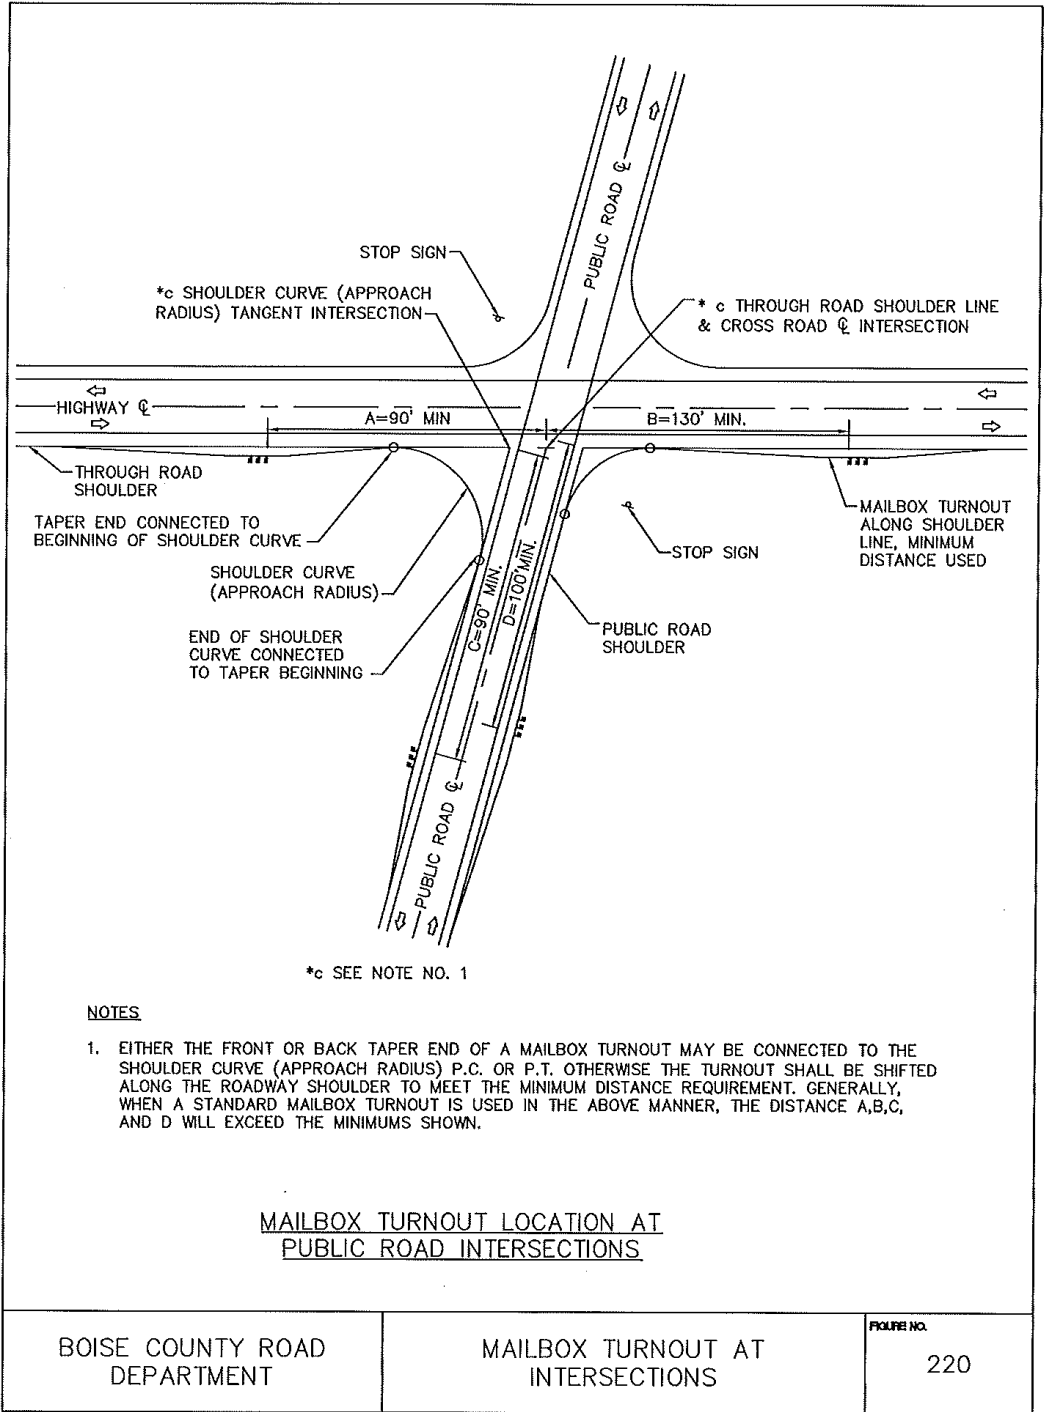 PUBLIC ROAD ℄
STOP SIGN
*c SHOULDER CURVE (APPROACH
RADIUS) TANGENT INTERSECTION
* c THROUGH ROAD SHOULDER LINE
& CROSS ROAD ℄ INTERSECTION
HIGHWAY ℄
A=90' MIN
B=130' MIN.
THROUGH ROAD
SHOULDER
TAPER END CONNECTED TO
BEGINNING OF SHOULDER CURVE
SHOULDER CURVE
(APPROACH RADIUS)
END OF SHOULDER
CURVE CONNECTED
TO TAPER BEGINNING
C=90' MIN.
D=100' MIN.
MAILBOX TURNOUT
ALONG SHOULDER
LINE, MINIMUM
DISTANCE USED
STOP SIGN
PUBLIC ROAD
SHOULDER
PUBLIC ROAD ℄
*c SEE NOTE NO. 1
NOTES
1. EITHER THE FRONT OR BACK TAPER END OF A MAILBOX TURNOUT MAY BE CONNECTED TO THE
SHOULDER CURVE (APPROACH RADIUS) P.C. OR P.T. OTHERWISE THE TURNOUT SHALL BE SHIFTED
ALONG THE ROADWAY SHOULDER TO MEET THE MINIMUM DISTANCE REQUIREMENT. GENERALLY,
WHEN A STANDARD MAILBOX TURNOUT IS USED IN THE ABOVE MANNER, THE DISTANCE A,B,C,
AND D WILL EXCEED THE MINIMUMS SHOWN.
MAILBOX TURNOUT LOCATION AT
PUBLIC ROAD INTERSECTIONS
BOISE COUNTY ROAD
DEPARTMENT
MAILBOX TURNOUT AT
INTERSECTIONS
FIGURE NO.
220